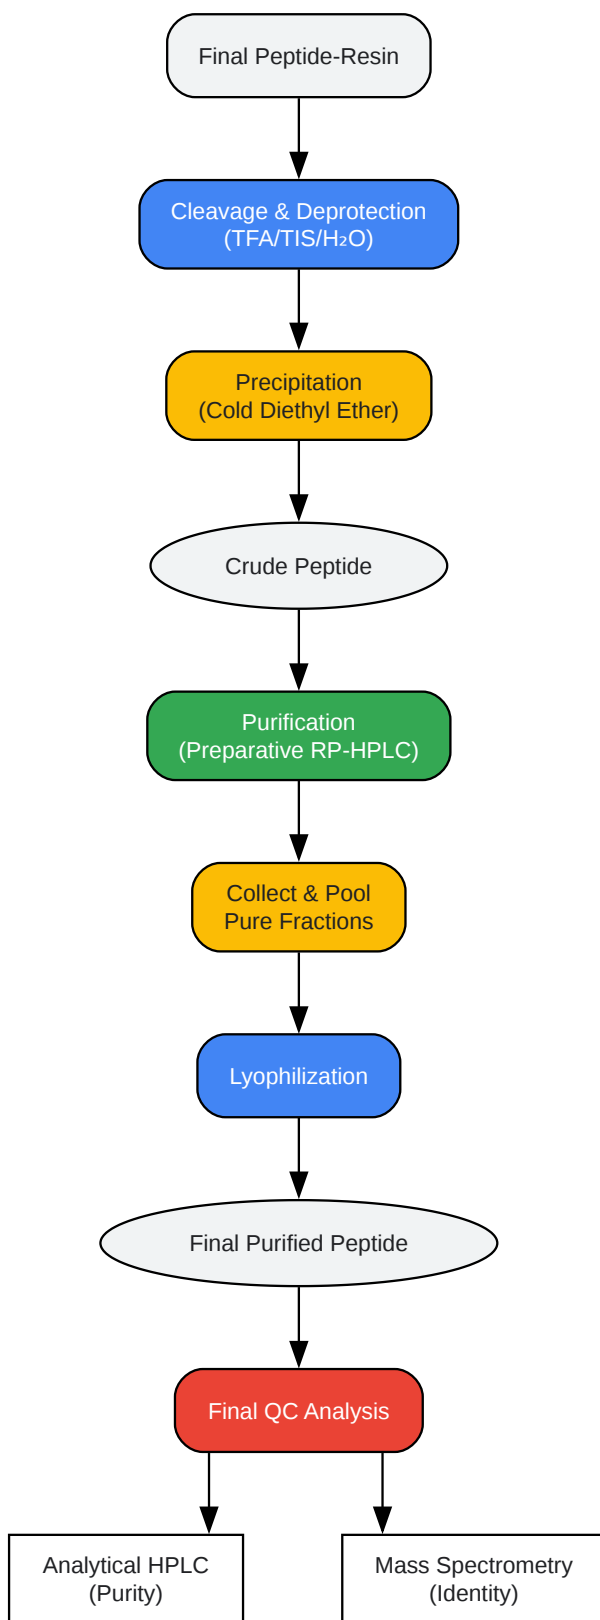 Final Peptide-Resin
Cleavage & Deprotection
(TFA/TIS/H₂O)
Precipitation
(Cold Diethyl Ether)
Crude Peptide
Purification
(Preparative RP-HPLC)
Collect & Pool
Pure Fractions
Lyophilization
Final Purified Peptide
Final QC Analysis
Analytical HPLC
(Purity)
Mass Spectrometry
(Identity)